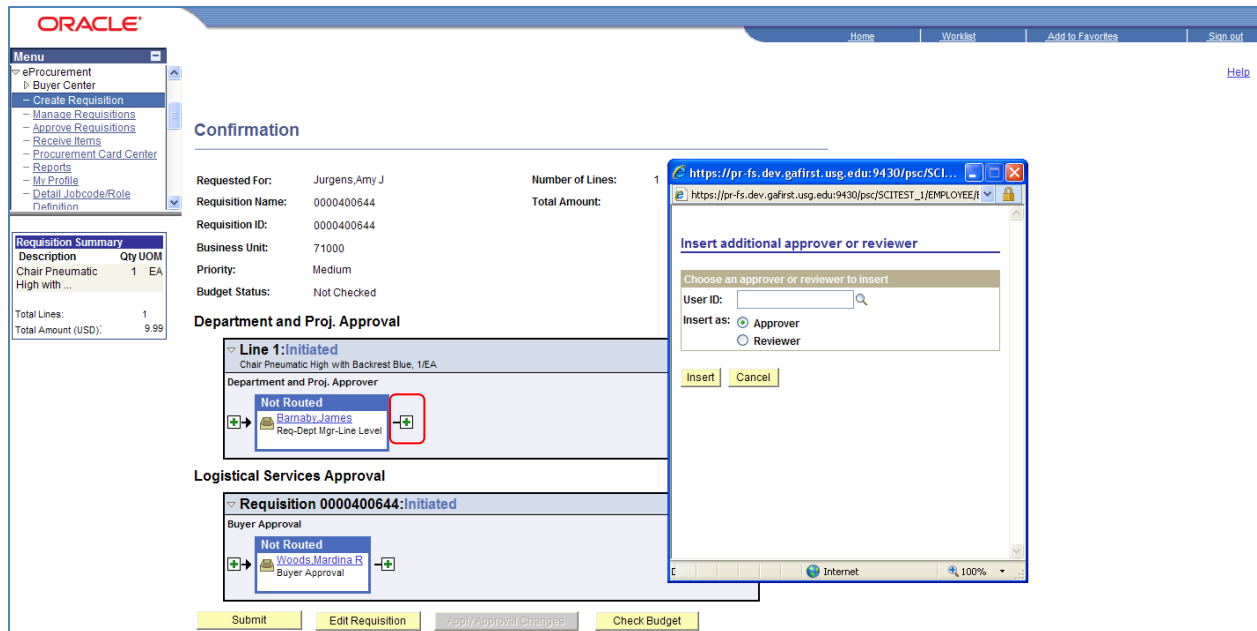 ORACLE
Home Worklist Add to Favorites Sign out
Help
Menu
eProcurement
Buyer Center
Create Requisition
Manage Requisitions
Approve Requisitions
Receive Items
Procurement Card Center
Reports
My Profile
Detail Jobcode/Role
Definition
Requisition Summary
Description Qty UOM
Chair Pneumatic 1 EA
High with ...
Total Lines: 1
Total Amount (USD): 9.99
Confirmation
Requested For: Jurgens,Amy J Number of Lines: 1
Requisition Name: 0000400644 Total Amount:
Requisition ID: 0000400644
Business Unit: 71000
Priority: Medium
Budget Status: Not Checked
Department and Proj. Approval
Line 1:Initiated
Chair Pneumatic High with Backrest Blue, 1/EA
Department and Proj. Approver
Not Routed
Barnaby,James
Req-Dept Mgr-Line Level
Logistical Services Approval
Requisition 0000400644:Initiated
Buyer Approval
Not Routed
Woods,Mardina R
Buyer Approval
Submit Edit Requisition Apply Approval Changes Check Budget
https://pr-fs.dev.gafirst.usg.edu:9430/psc/SCI...
https://pr-fs.dev.gafirst.usg.edu:9430/psc/SCITEST_1/EMPLOYEE/
Insert additional approver or reviewer
Choose an approver or reviewer to insert
User ID:
Insert as: Approver
Reviewer
Insert Cancel
Internet 100%